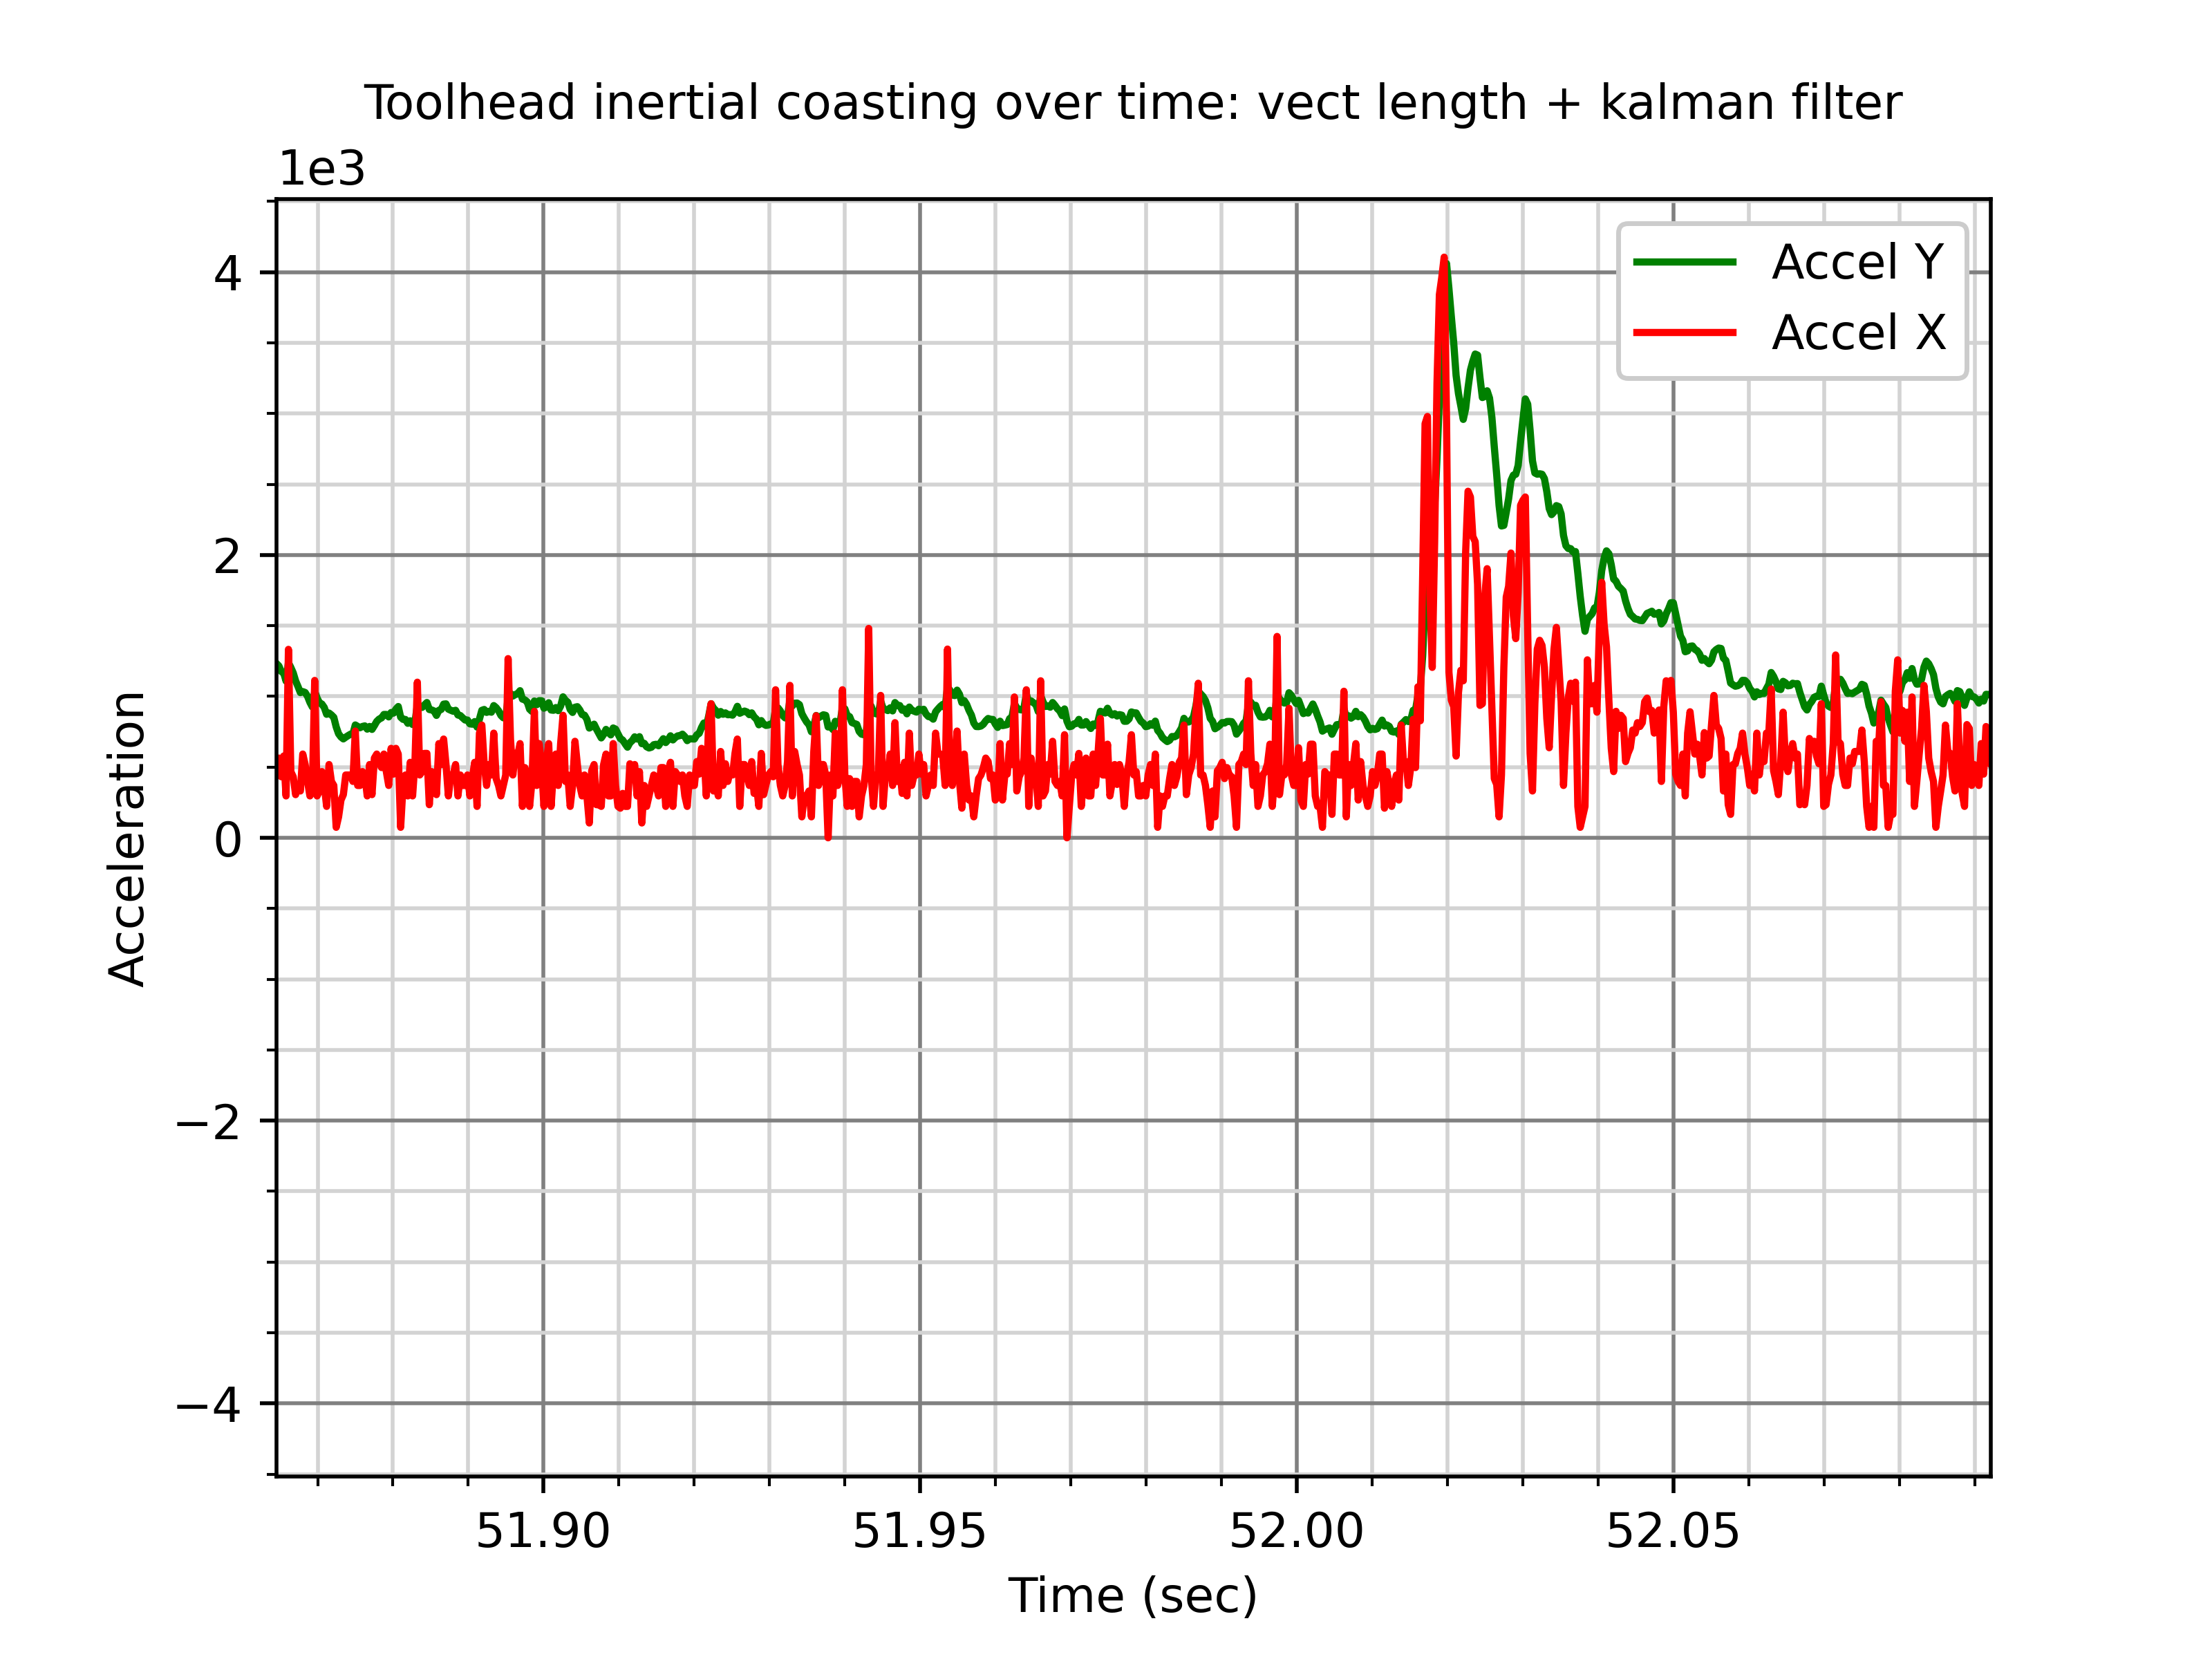 Toolhead inertial coasting over time: vect length + kalman filter
1e3
Accel Y
Accel X
4
2
0
−2
−4
Acceleration
51.90 51.95 52.00 52.05
Time (sec)